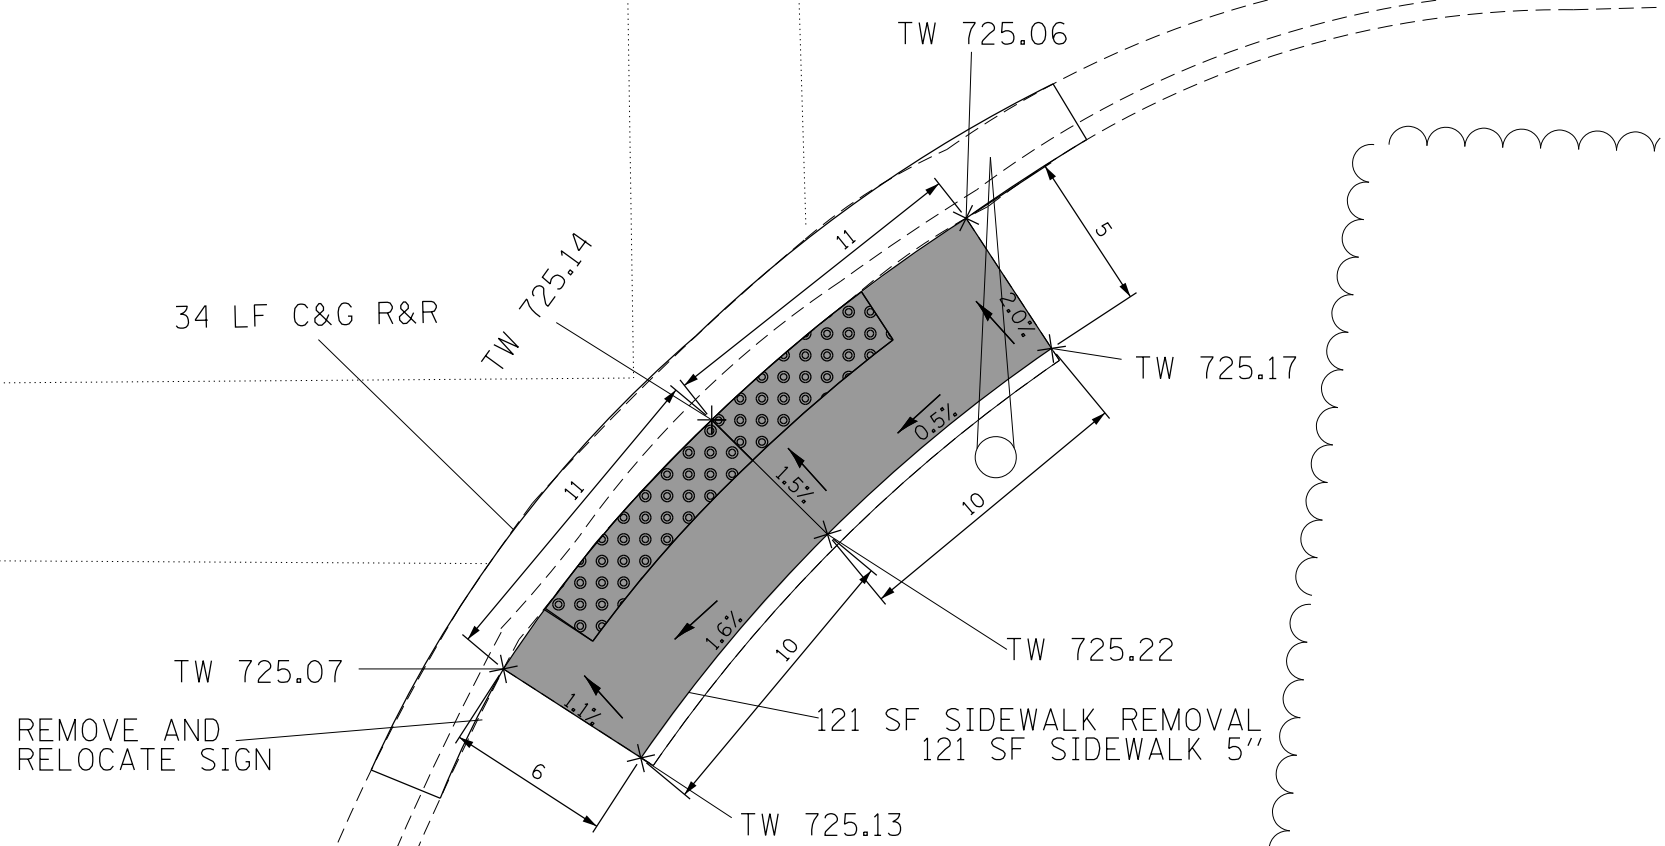 TW 725.06
11
5
TW 725.14
34 LF C&G R&R
2.0%
TW 725.17
0.5%
1.5%
11
10
1.6%
10
TW 725.22
TW 725.07
1.1%
REMOVE AND
RELOCATE SIGN
121 SF SIDEWALK REMOVAL
121 SF SIDEWALK 5"
6
TW 725.13